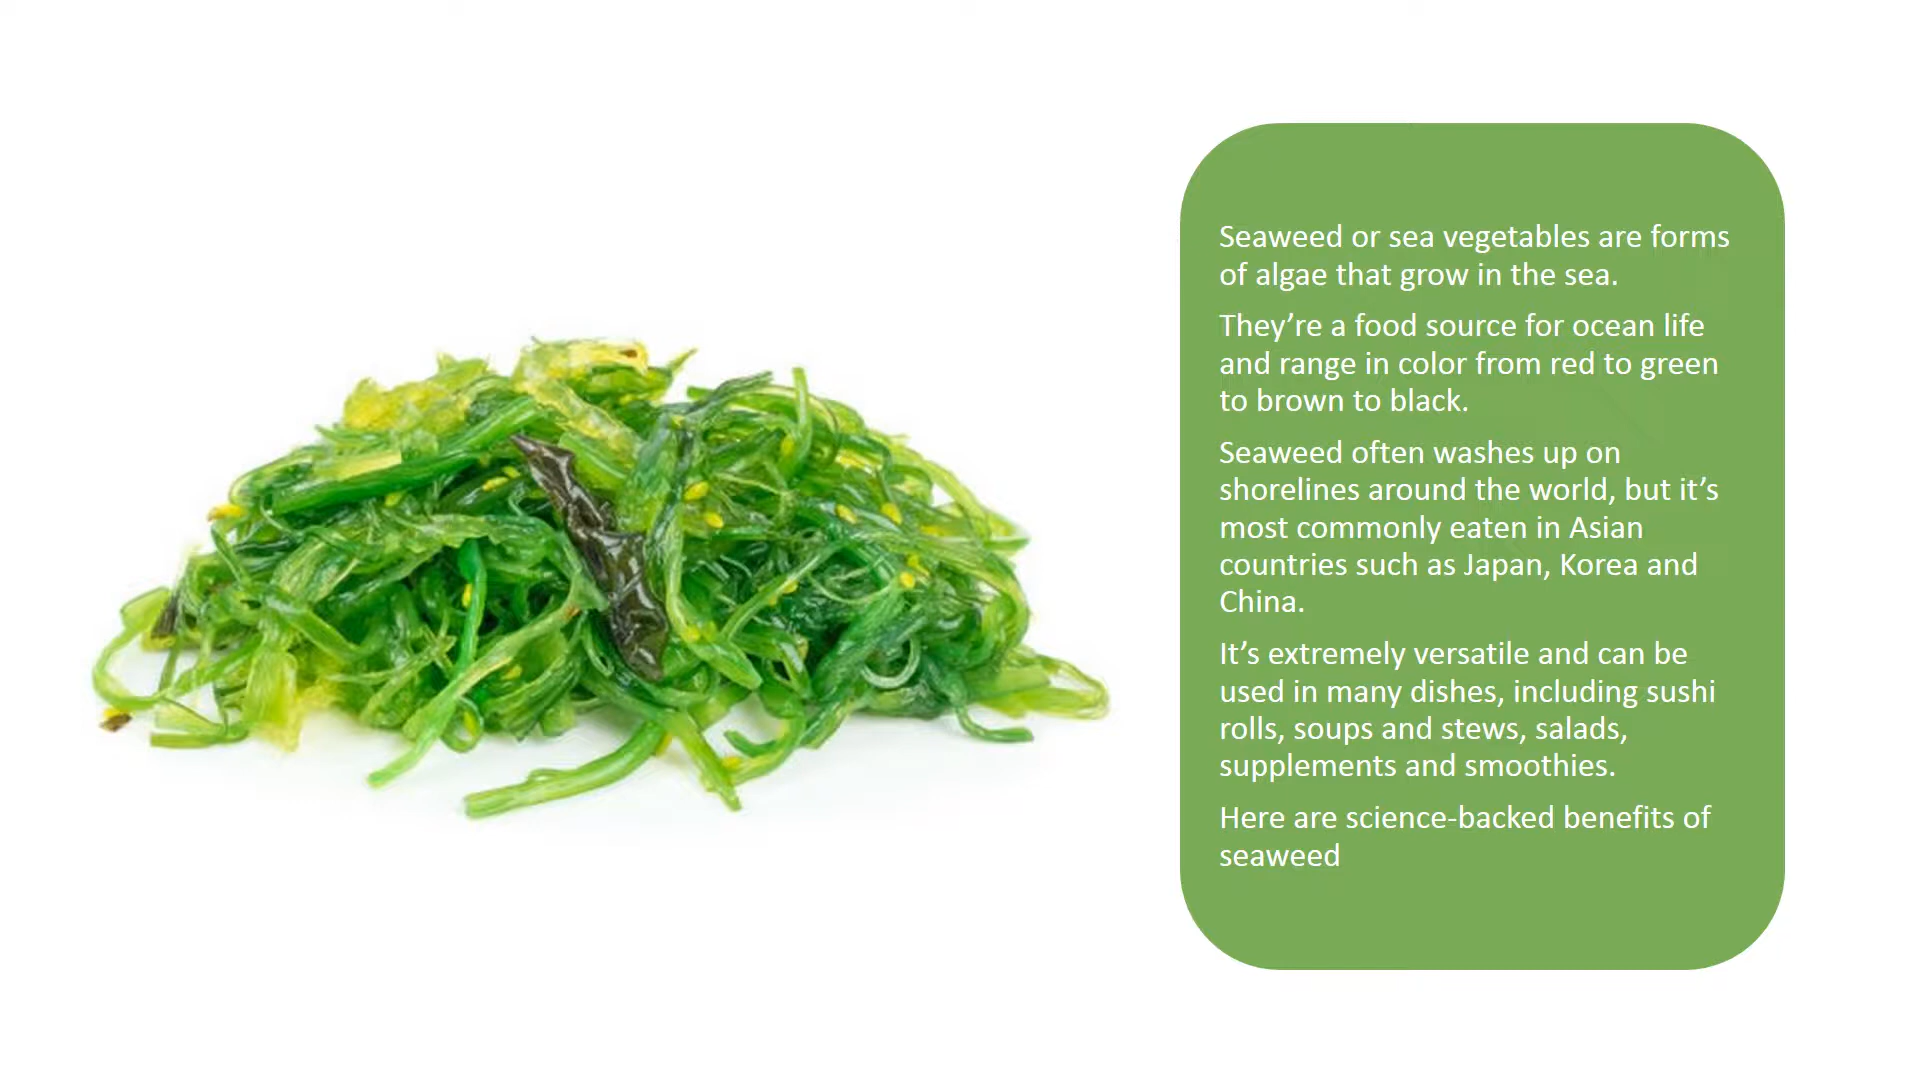 Seaweed or sea vegetables are forms
of algae that grow in the sea.
They’re a food source for ocean life
and range in color from red to green
to brown to black.
Seaweed often washes up on
shorelines around the world, but it’s
most commonly eaten in Asian
countries such as Japan, Korea and
China.
It’s extremely versatile and can be
used in many dishes, including sushi
rolls, soups and stews, salads,
supplements and smoothies.
Here are science-backed benefits of
seaweed